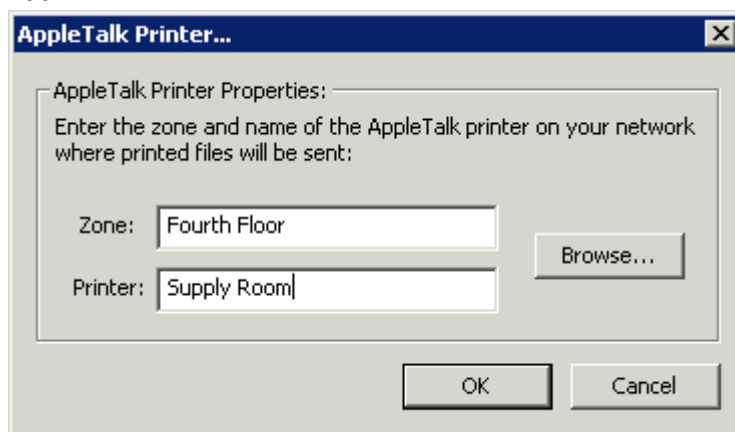 AppleTalk Printer...
AppleTalk Printer Properties:
Enter the zone and name of the AppleTalk printer on your network
where printed files will be sent:
Zone: Fourth Floor
Browse...
Printer: Supply Room
OK Cancel